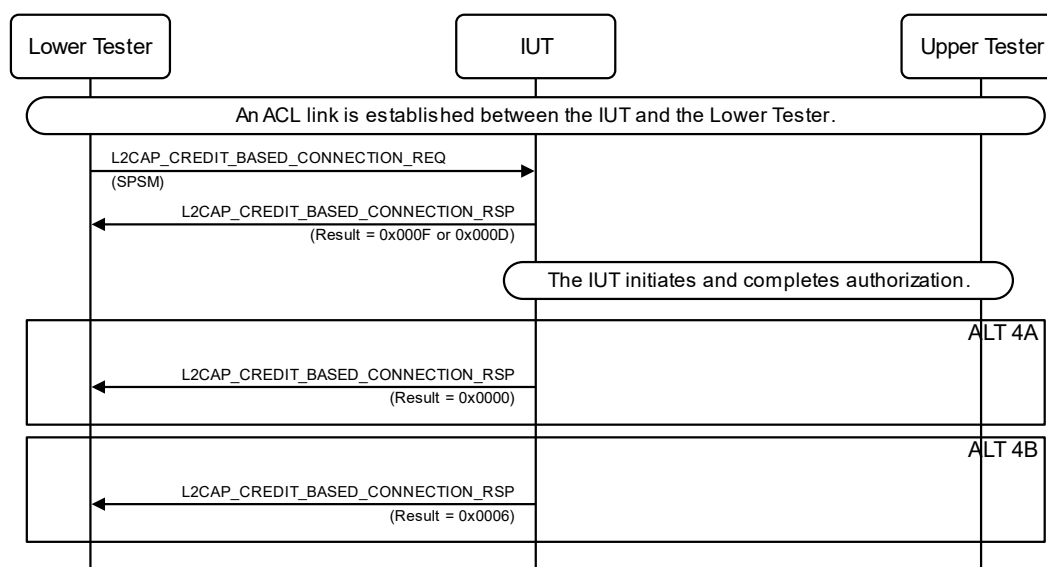 Lower Tester
IUT
Upper Tester
An ACL link is established between the IUT and the Lower Tester.
L2CAP_CREDIT_BASED_CONNECTION_REQ
(SPSM)
L2CAP_CREDIT_BASED_CONNECTION_RSP
(Result = 0x000F or 0x000D)
The IUT initiates and completes authorization.
ALT 4A
L2CAP_CREDIT_BASED_CONNECTION_RSP
(Result = 0x0000)
ALT 4B
L2CAP_CREDIT_BASED_CONNECTION_RSP
(Result = 0x0006)